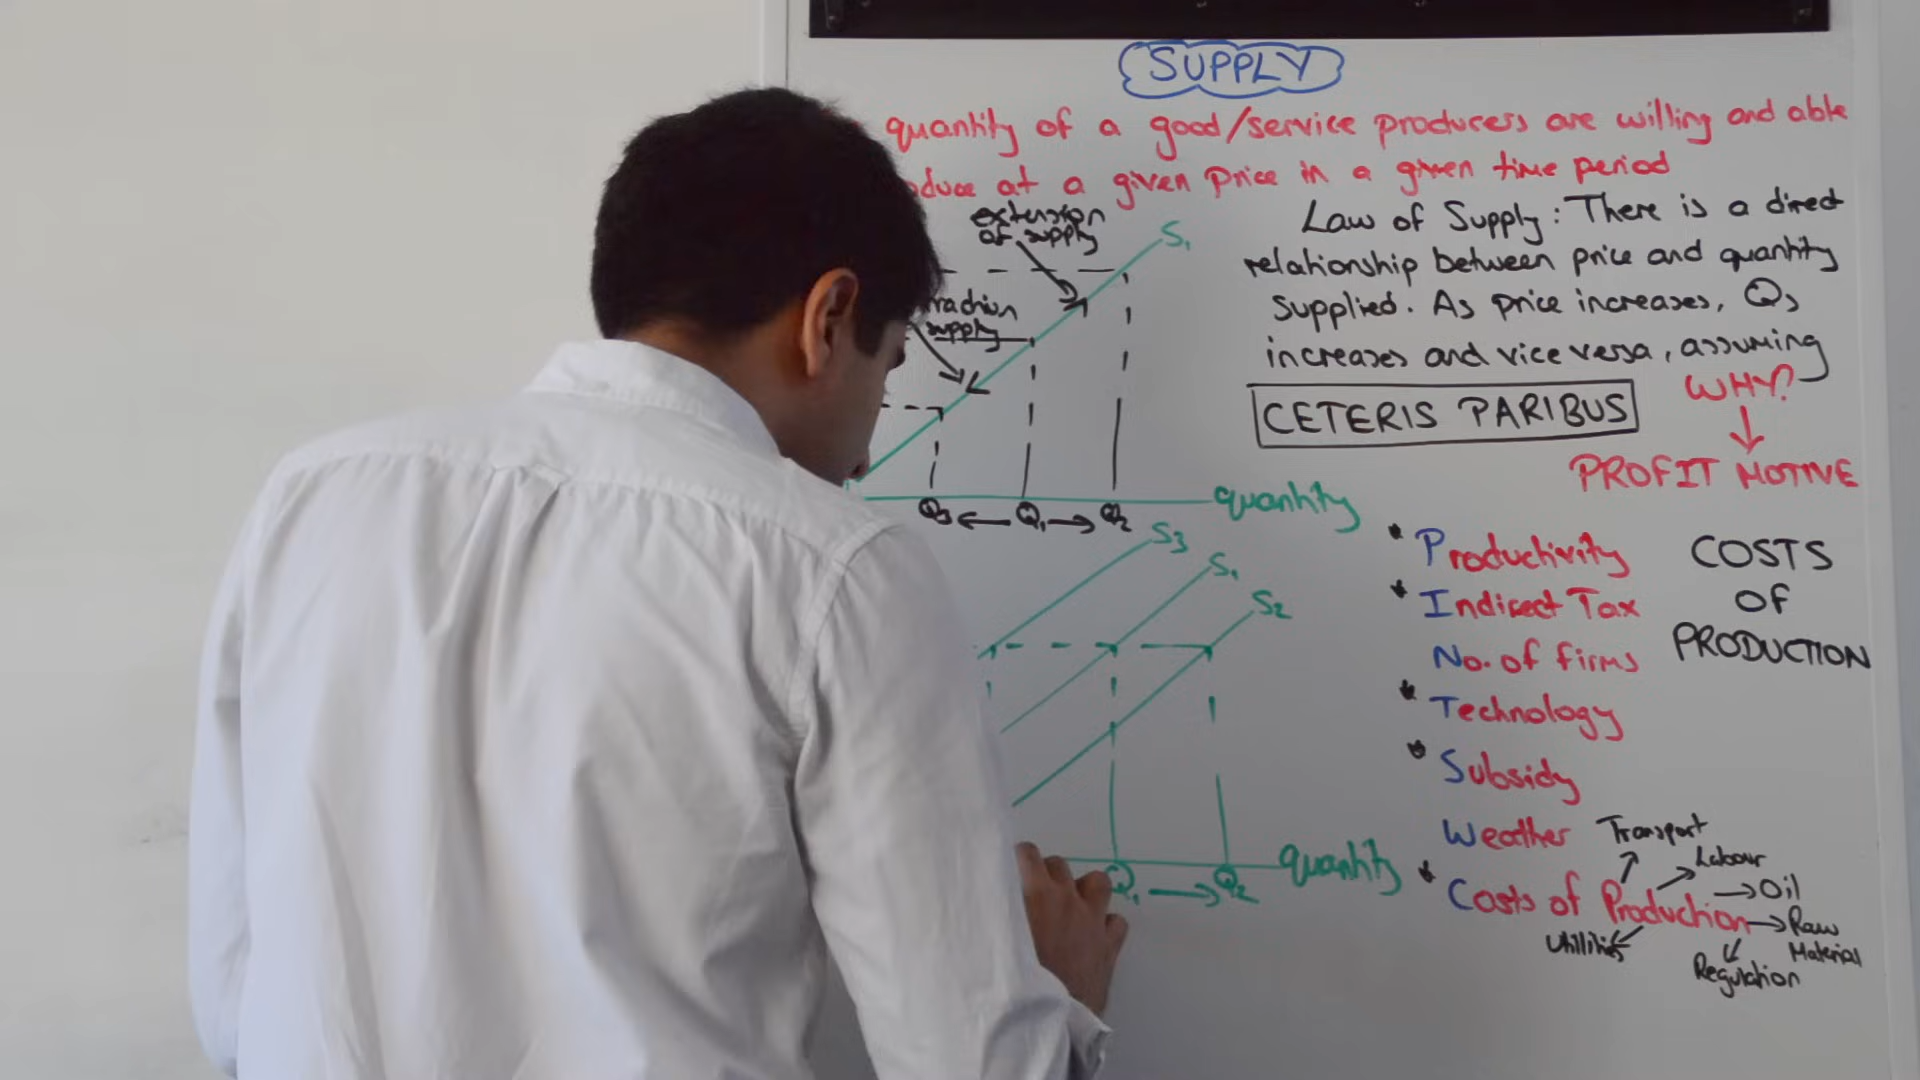 SUPPLY
quantity of a good/service producers are willing and able
oduce at a given price in a given time period
extension
of supply
S1
raction
supply
Q3 ← Q1 → Q2
quantity
Law of Supply: There is a direct
relationship between price and quantity
supplied. As price increases, Qs
increases and vice versa, assuming
CETERIS PARIBUS
WHY?
PROFIT MOTIVE
S3
S1
S2
Q1 → Q2
quantity
* Productivity
* Indirect Tax
No. of firms
* Technology
* Subsidy
Weather
* Costs of Production
COSTS
OF
PRODUCTION
Transport
Labour
Oil
Raw
Material
Regulation